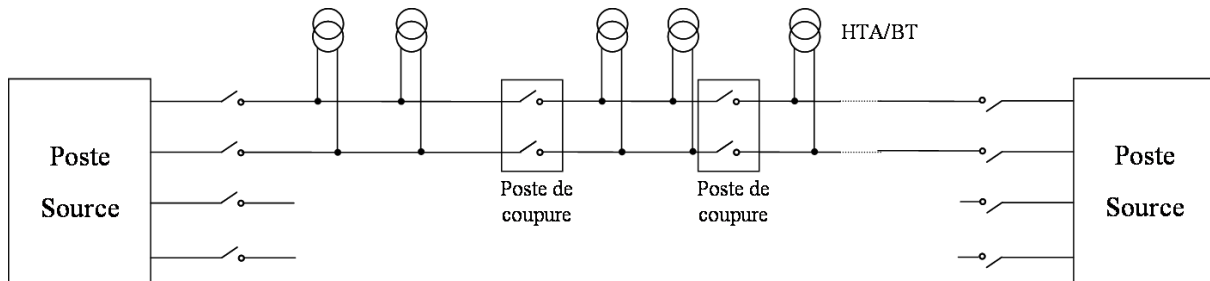 HTA/BT
Poste
Source
Poste de
coupure
Poste de
coupure
Poste
Source